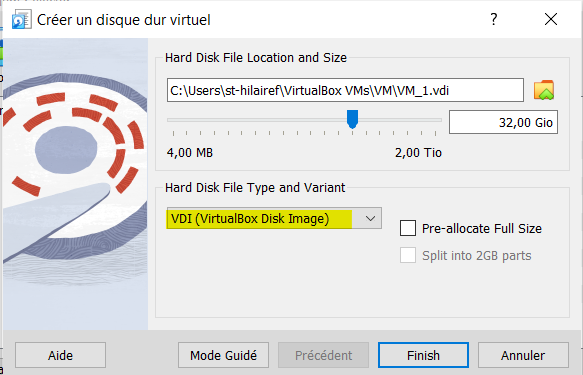 Créer un disque dur virtuel
?
Hard Disk File Location and Size
C:\Users\st-hilairef\VirtualBox VMs\VM\VM_1.vdi
32,00 Gio
4,00 MB 2,00 Tio
Hard Disk File Type and Variant
VDI (VirtualBox Disk Image)
Pre-allocate Full Size
Split into 2GB parts
Aide Mode Guidé Précédent Finish Annuler